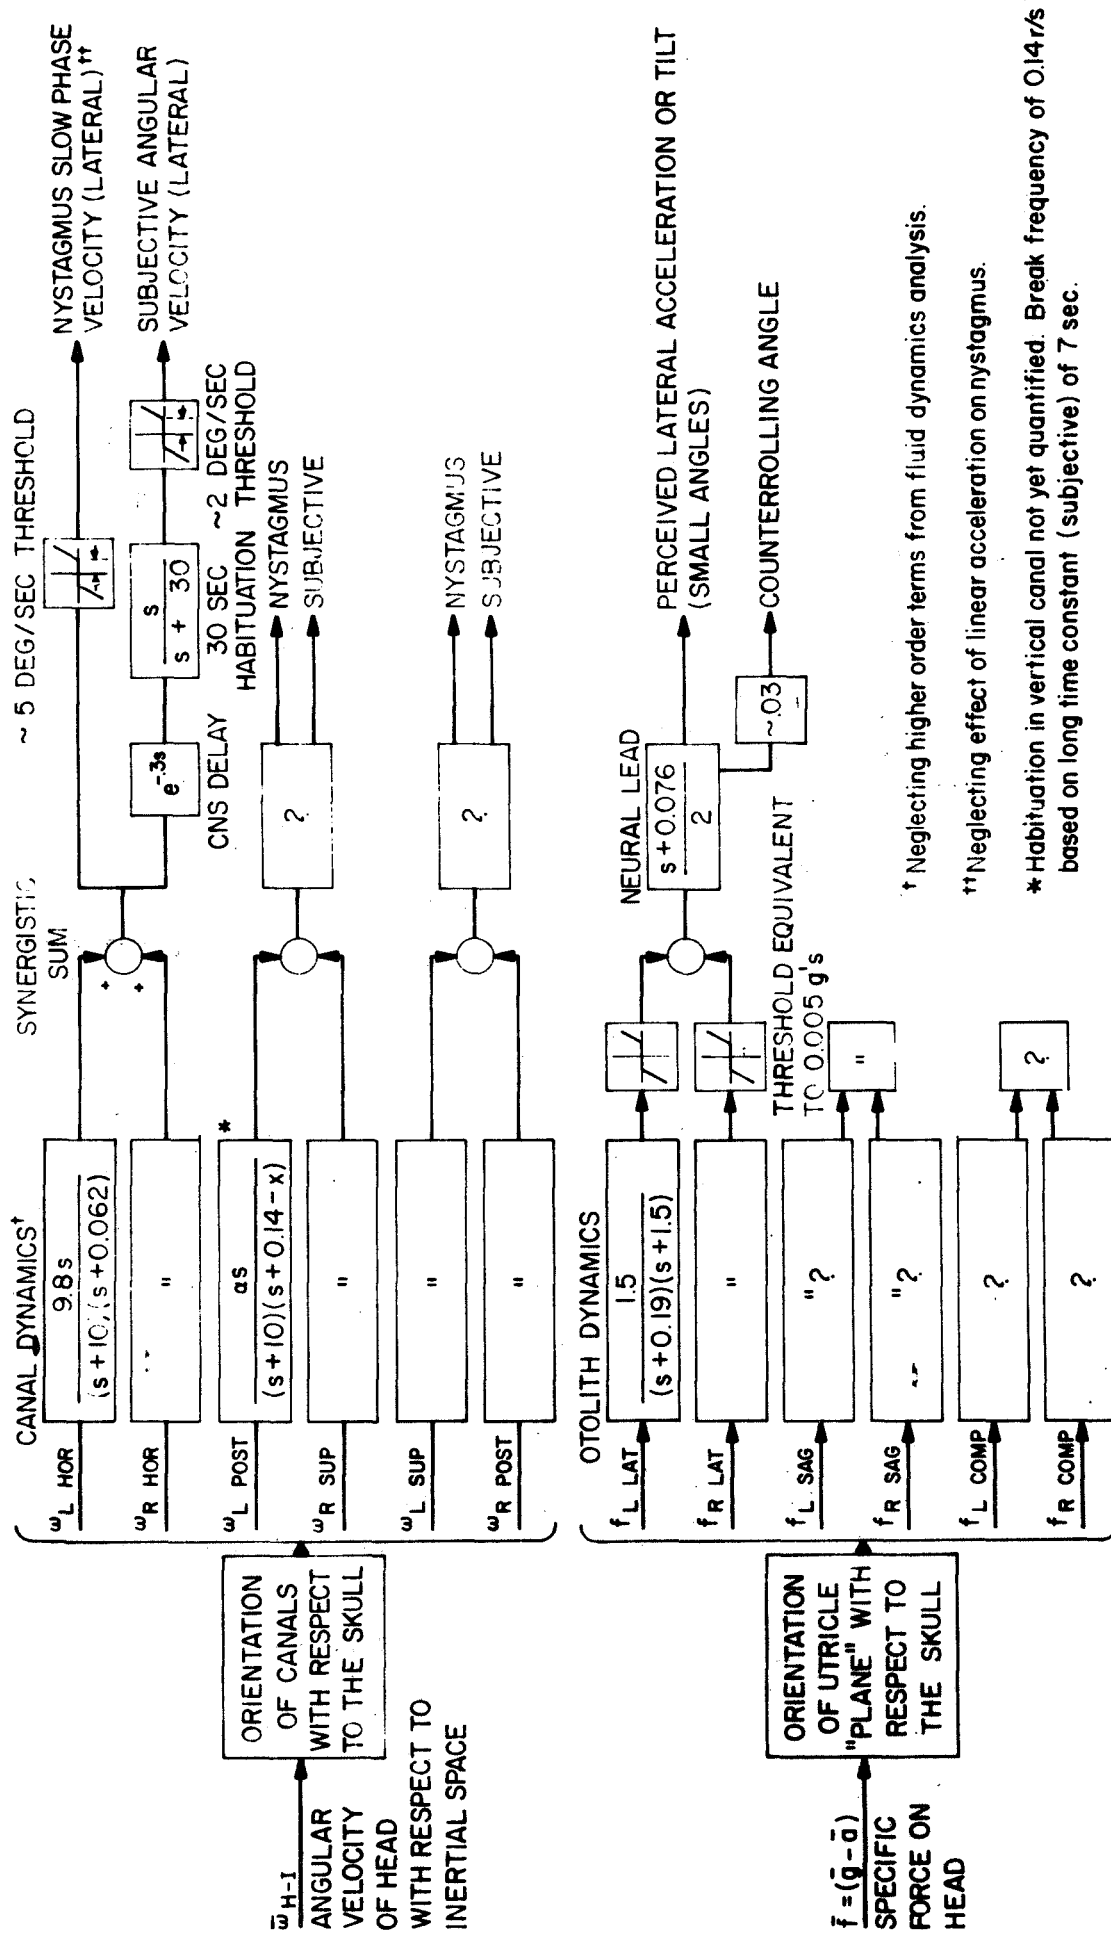 ω̄ H-I
ANGULAR
VELOCITY
OF HEAD
WITH RESPECT TO
INERTIAL SPACE
ORIENTATION
OF CANALS
WITH RESPECT
TO THE SKULL
CANAL DYNAMICS†
ω L HOR
9.8s
(s+10)(s+0.062)
ω R HOR
"
ω L POST
αs
(s+10)(s+0.14-x)
*
ω R SUP
"
ω L SUP
"
ω R POST
"
SYNERGISTIC
SUM
+
+
~ 5 DEG/SEC THRESHOLD
NYSTAGMUS SLOW PHASE
VELOCITY (LATERAL)††
e-.3s
CNS DELAY
s
s + 30
30 SEC
HABITUATION
~2 DEG/SEC
THRESHOLD
SUBJECTIVE ANGULAR
VELOCITY (LATERAL)
?
NYSTAGMUS
SUBJECTIVE
?
NYSTAGMUS
SUBJECTIVE
f̄ = (ḡ - ā)
SPECIFIC
FORCE ON
HEAD
ORIENTATION
OF UTRICLE
"PLANE" WITH
RESPECT TO
THE SKULL
OTOLITH DYNAMICS
f L LAT
1.5
(s+0.19)(s+1.5)
f R LAT
"
f L SAG
"?
f R SAG
"?
f L COMP
?
f R COMP
?
THRESHOLD EQUIVALENT
TO 0.005 g's
"
?
NEURAL LEAD
s+0.076
2
PERCEIVED LATERAL ACCELERATION OR TILT
(SMALL ANGLES)
~.03
COUNTERROLLING ANGLE
† Neglecting higher order terms from fluid dynamics analysis.
††Neglecting effect of linear acceleration on nystagmus.
* Habituation in vertical canal not yet quantified. Break frequency of 0.14 r/s
based on long time constant (subjective) of 7 sec.